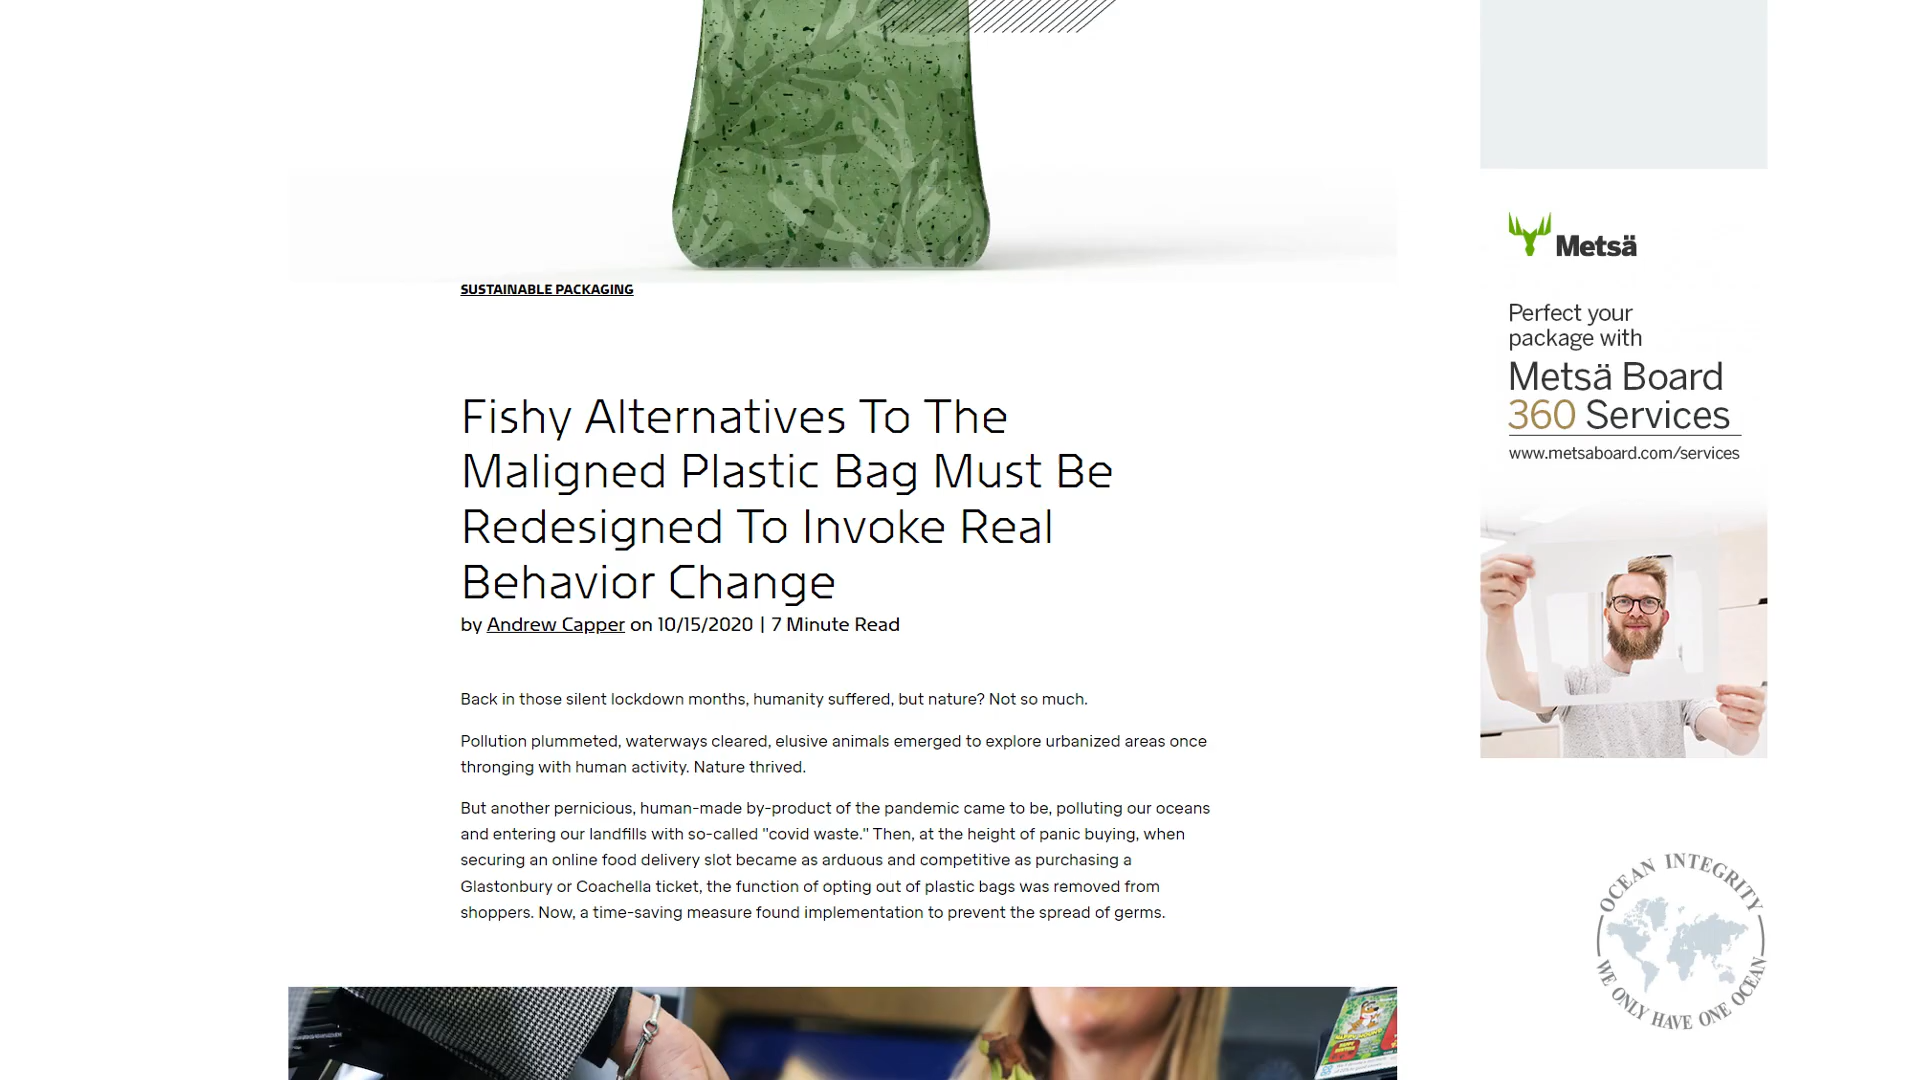 SUSTAINABLE PACKAGING
Fishy Alternatives To The
Maligned Plastic Bag Must Be
Redesigned To Invoke Real
Behavior Change
by Andrew Capper on 10/15/2020 | 7 Minute Read
Back in those silent lockdown months, humanity suffered, but nature? Not so much.
Pollution plummeted, waterways cleared, elusive animals emerged to explore urbanized areas once
thronging with human activity. Nature thrived.
But another pernicious, human-made by-product of the pandemic came to be, polluting our oceans
and entering our landfills with so-called "covid waste." Then, at the height of panic buying, when
securing an online food delivery slot became as arduous and competitive as purchasing a
Glastonbury or Coachella ticket, the function of opting out of plastic bags was removed from
shoppers. Now, a time-saving measure found implementation to prevent the spread of germs.
Metsä
Perfect your
package with
Metsä Board
360 Services
www.metsaboard.com/services
OCEAN INTEGRITY
WE ONLY HAVE ONE OCEAN